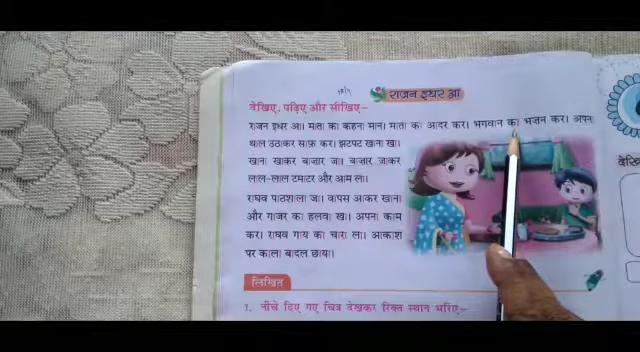 राजन इधर आ
देखिए, पढ़िए और सीखिए–
राजन इधर आ। माता का कहना मान। माता का आदर कर। भगवान का भजन कर। अपना
थाल उठाकर साफ़ कर। झटपट खाना खा।
खाना खाकर बाज़ार जा। बाज़ार जाकर
लाल-लाल टमाटर और आम ला।
राघव पाठशाला जा। वापस आकर खाना
और गाजर का हलवा खा। अपना काम
कर। राघव गाय का चारा ला। आकाश
पर काला बादल छाया।
लिखित
1. नीचे दिए गए चित्र देखकर रिक्त स्थान भरिए–